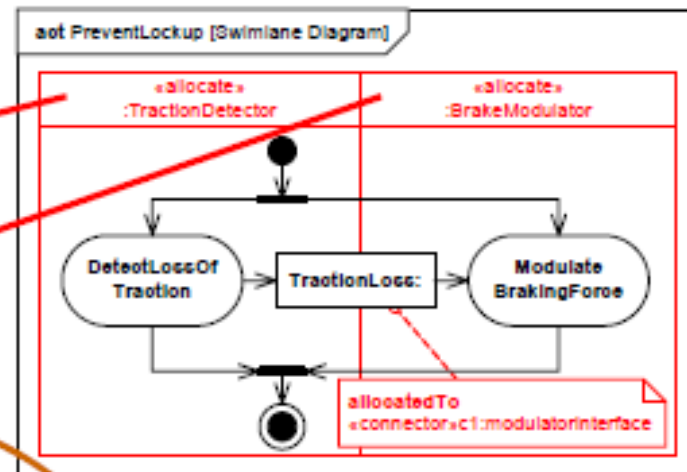 act PreventLockup [Swimlane Diagram]
«allocate»
:TractionDetector
«allocate»
:BrakeModulator
DetectLossOf
Traction
TractionLoss:
Modulate
BrakingForce
allocatedTo
«connector»c1:modulatorInterface